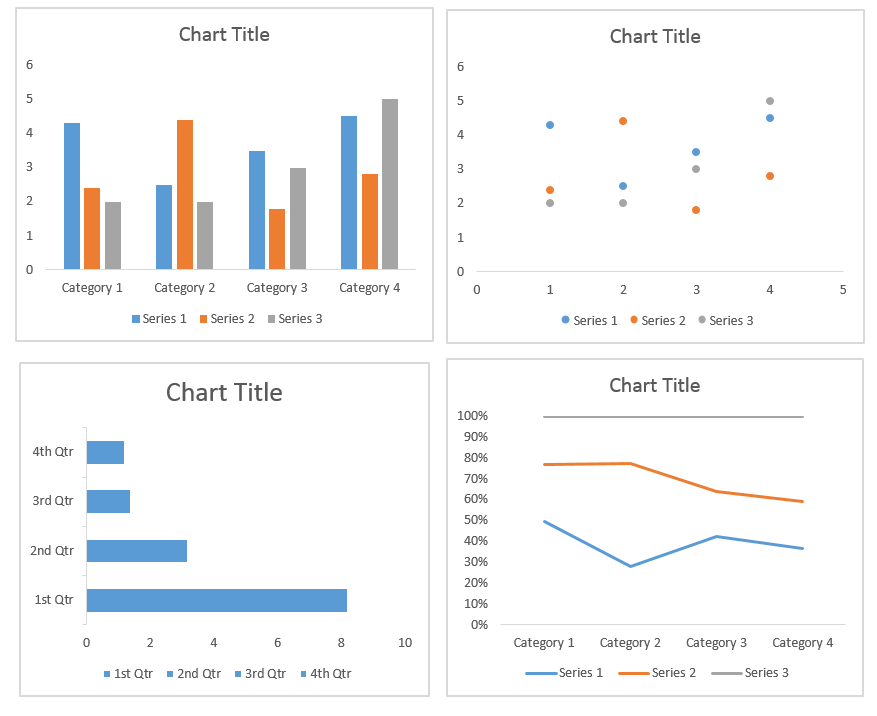 Chart Title
6
5
4
3
2
1
0
Category 1 Category 2 Category 3 Category 4
Series 1 Series 2 Series 3
Chart Title
6
5
4
3
2
1
0
0 1 2 3 4 5
Series 1 Series 2 Series 3
Chart Title
4th Qtr
3rd Qtr
2nd Qtr
1st Qtr
0 2 4 6 8 10
1st Qtr 2nd Qtr 3rd Qtr 4th Qtr
Chart Title
100%
90%
80%
70%
60%
50%
40%
30%
20%
10%
0%
Category 1 Category 2 Category 3 Category 4
Series 1 Series 2 Series 3